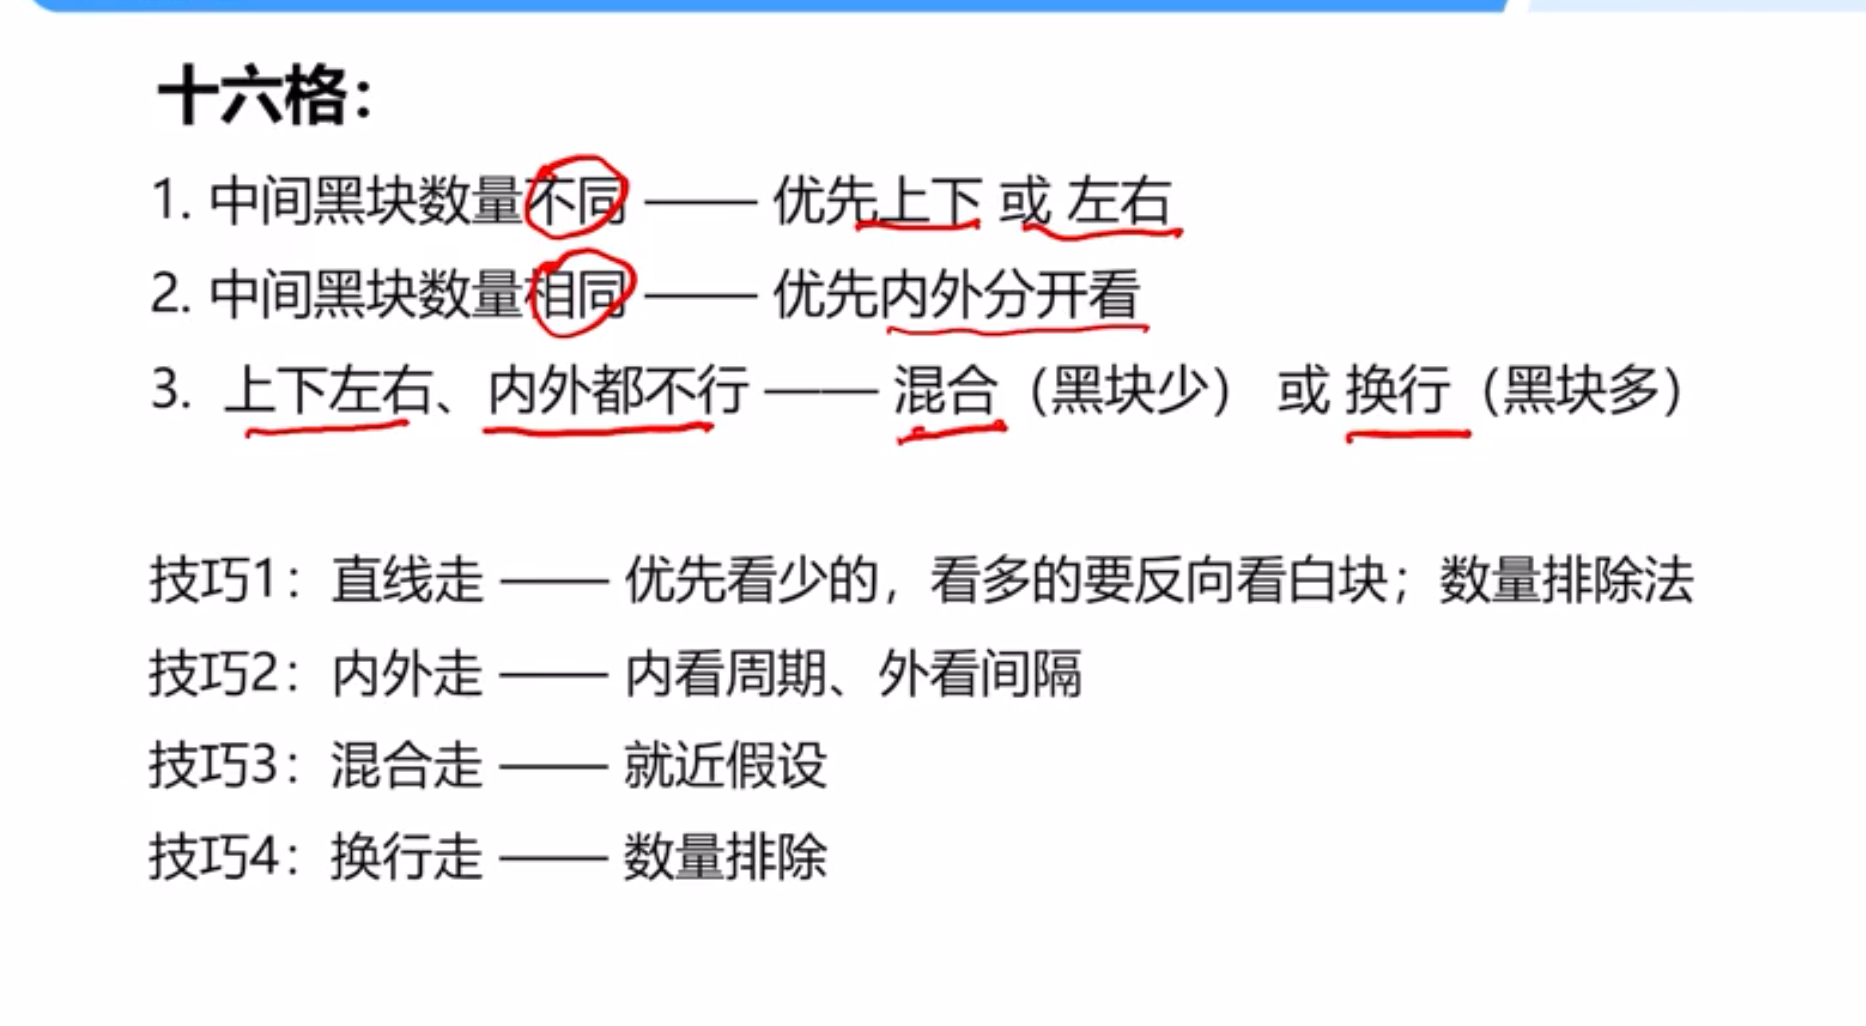 十六格：
1. 中间黑块数量不同 —— 优先上下 或 左右
2. 中间黑块数量相同 —— 优先内外分开看
3. 上下左右、内外都不行 —— 混合（黑块少） 或 换行（黑块多）
技巧1：直线走 —— 优先看少的，看多的要反向看白块；数量排除法
技巧2：内外走 —— 内看周期、外看间隔
技巧3：混合走 —— 就近假设
技巧4：换行走 —— 数量排除